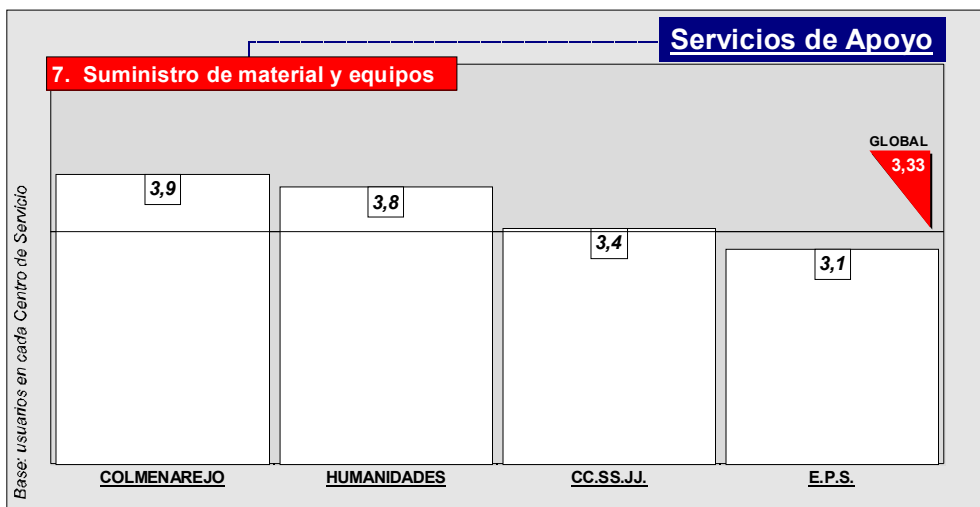 Servicios de Apoyo
7. Suministro de material y equipos
GLOBAL
3,33
3,9
3,8
3,4
3,1
Base: usuarios en cada Centro de Servicio
COLMENAREJO
HUMANIDADES
CC.SS.JJ.
E.P.S.